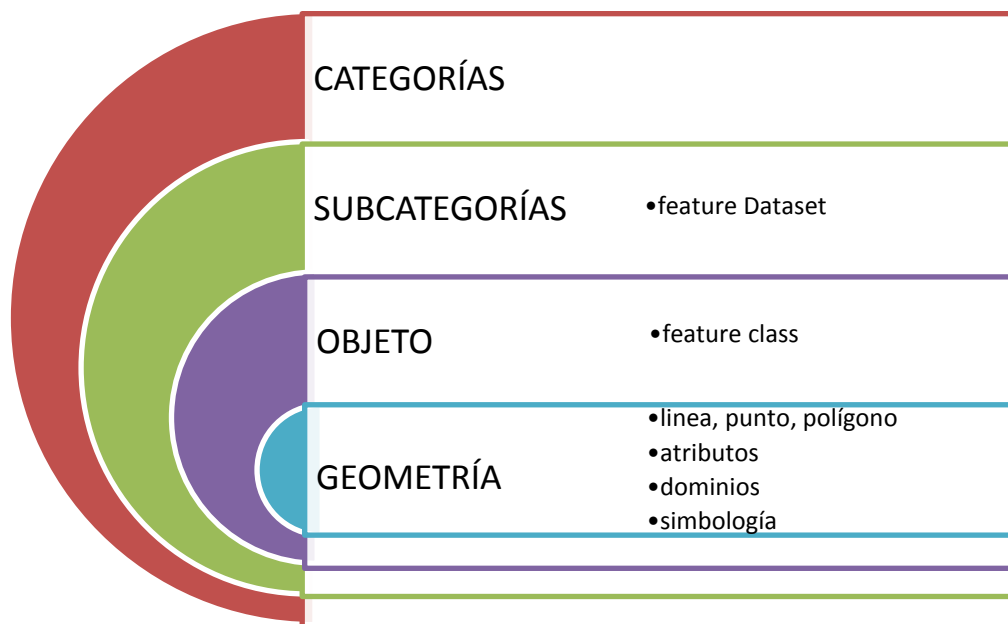 CATEGORÍAS
SUBCATEGORÍAS
•feature Dataset
OBJETO
•feature class
GEOMETRÍA
•linea, punto, polígono
•atributos
•dominios
•simbología